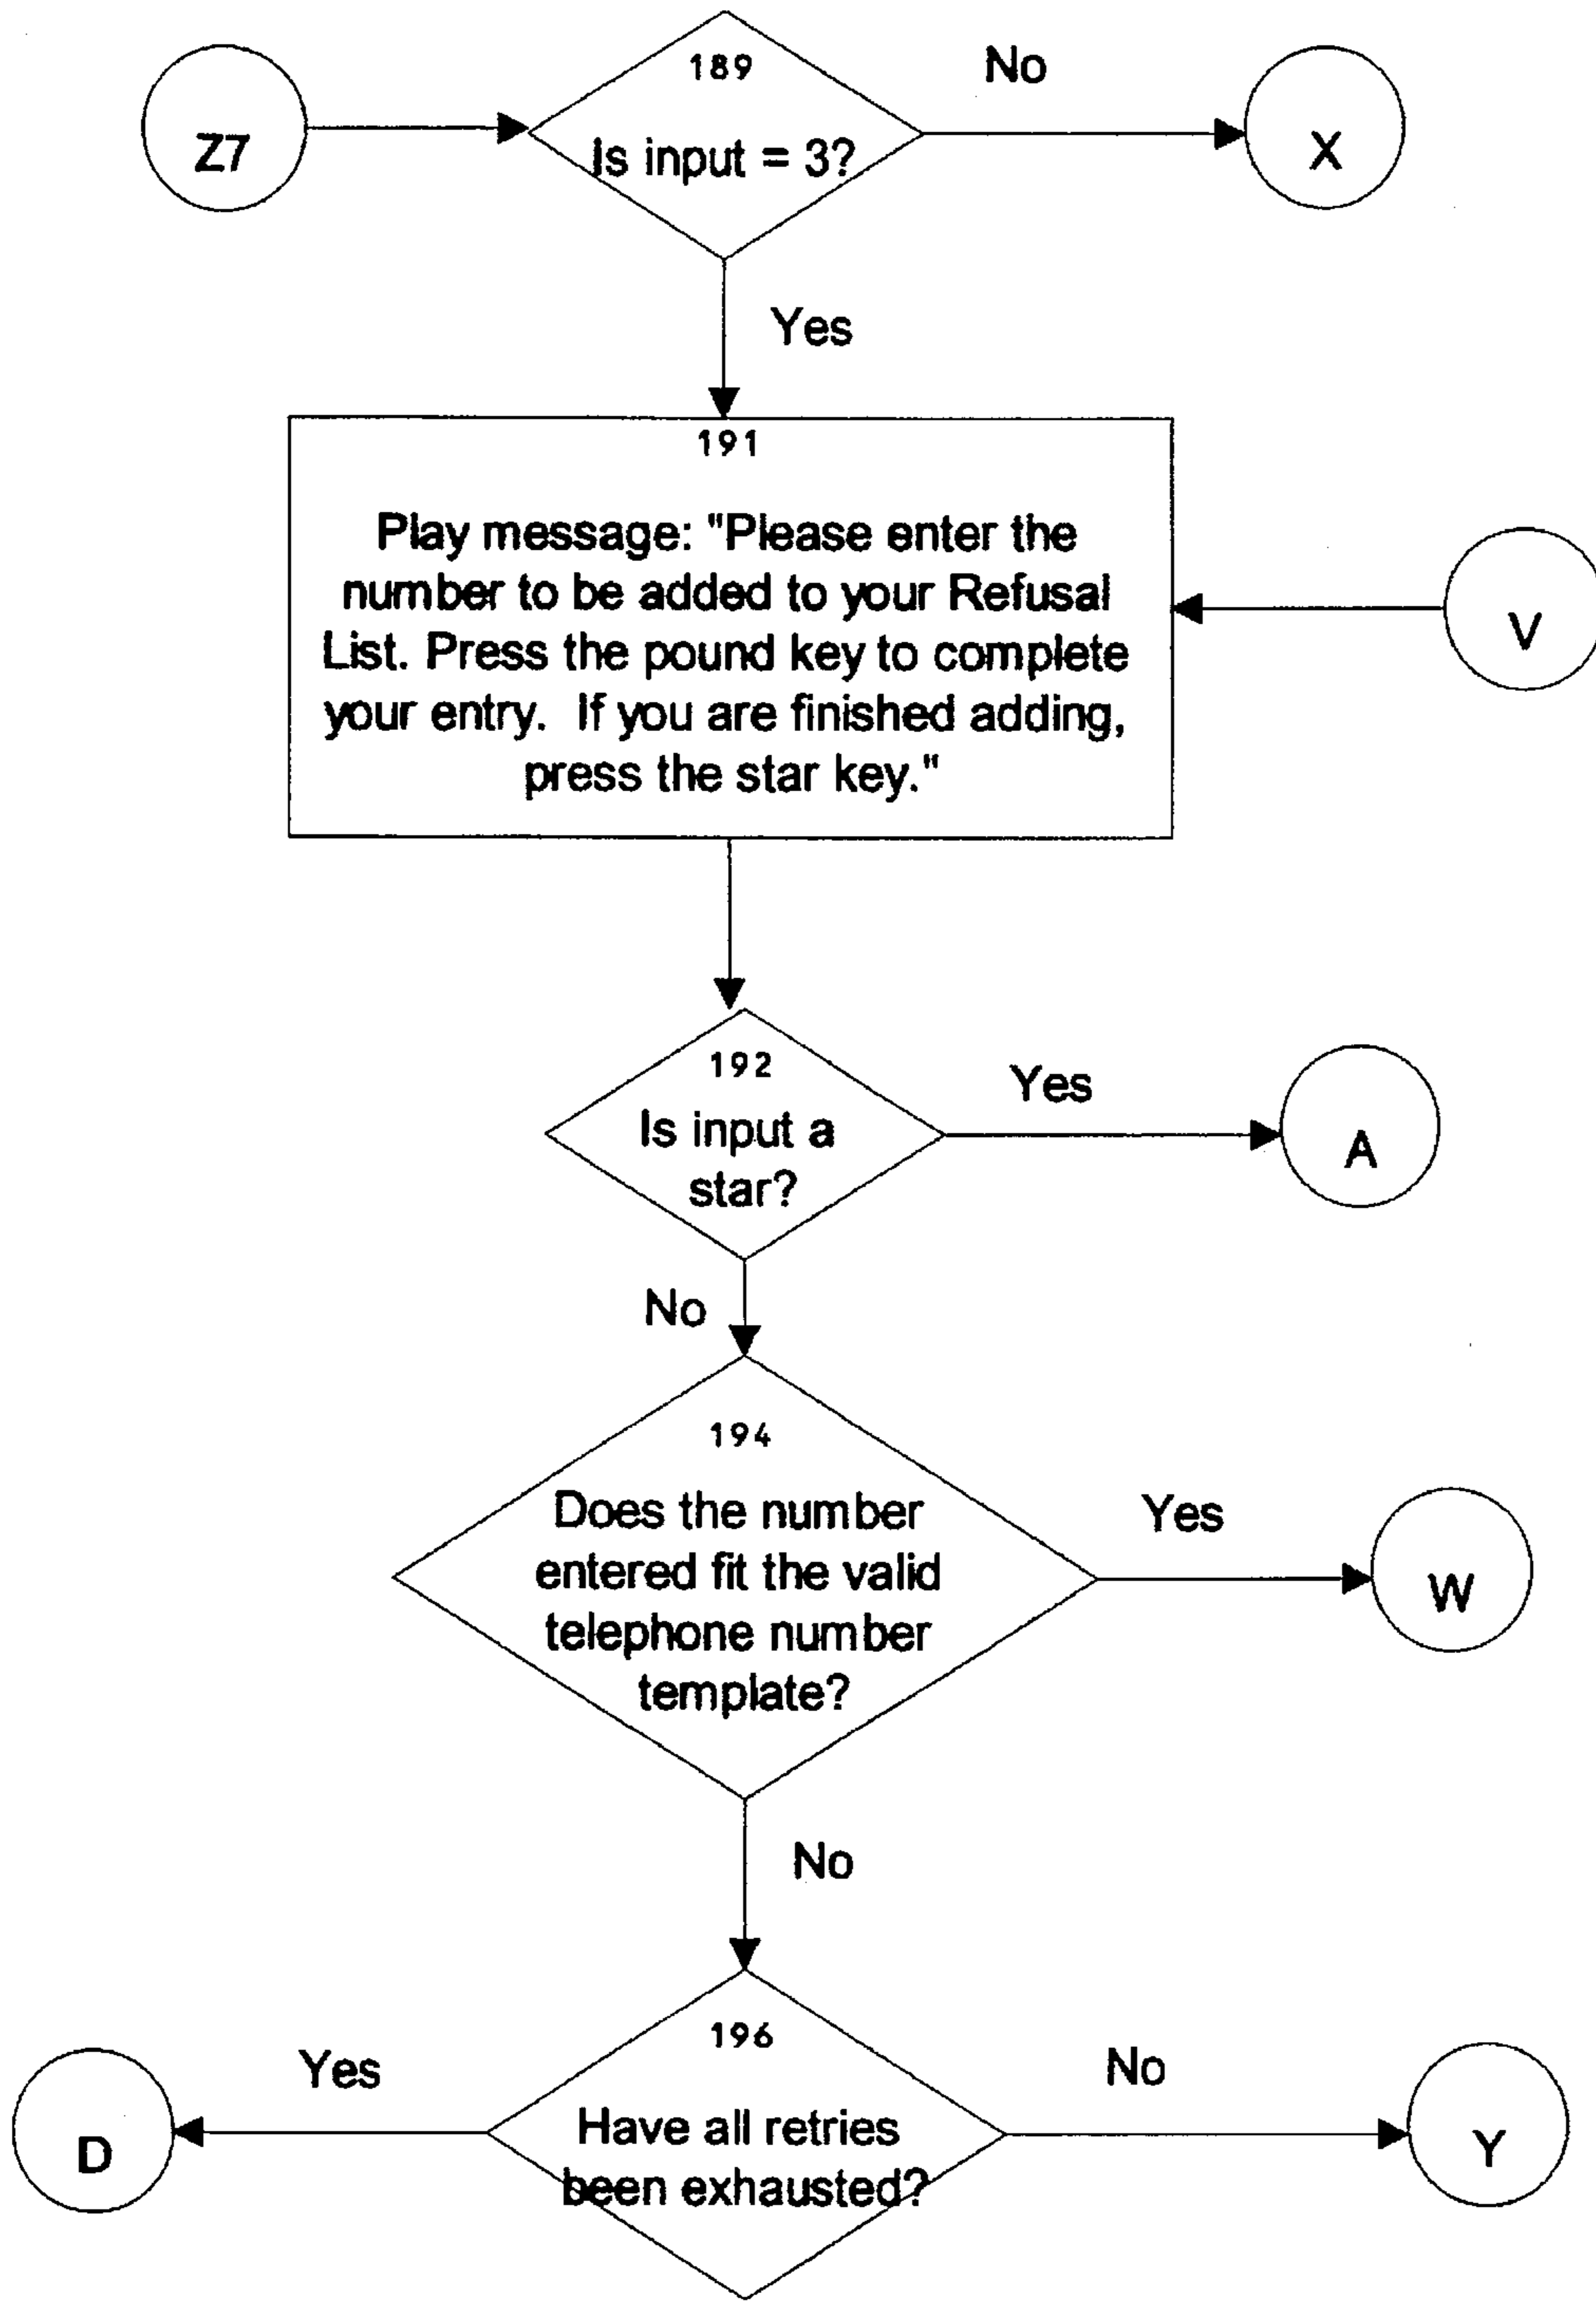 189
No
Z7
Is input = 3?
X
Yes
191
Play message: "Please enter the
number to be added to your Refusal
List. Press the pound key to complete
your entry. If you are finished adding,
press the star key."
V
192
Yes
Is input a
star?
A
No
194
Does the number
entered fit the valid
telephone number
template?
Yes
W
No
196
Yes
No
Have all retries
been exhausted?
D
Y